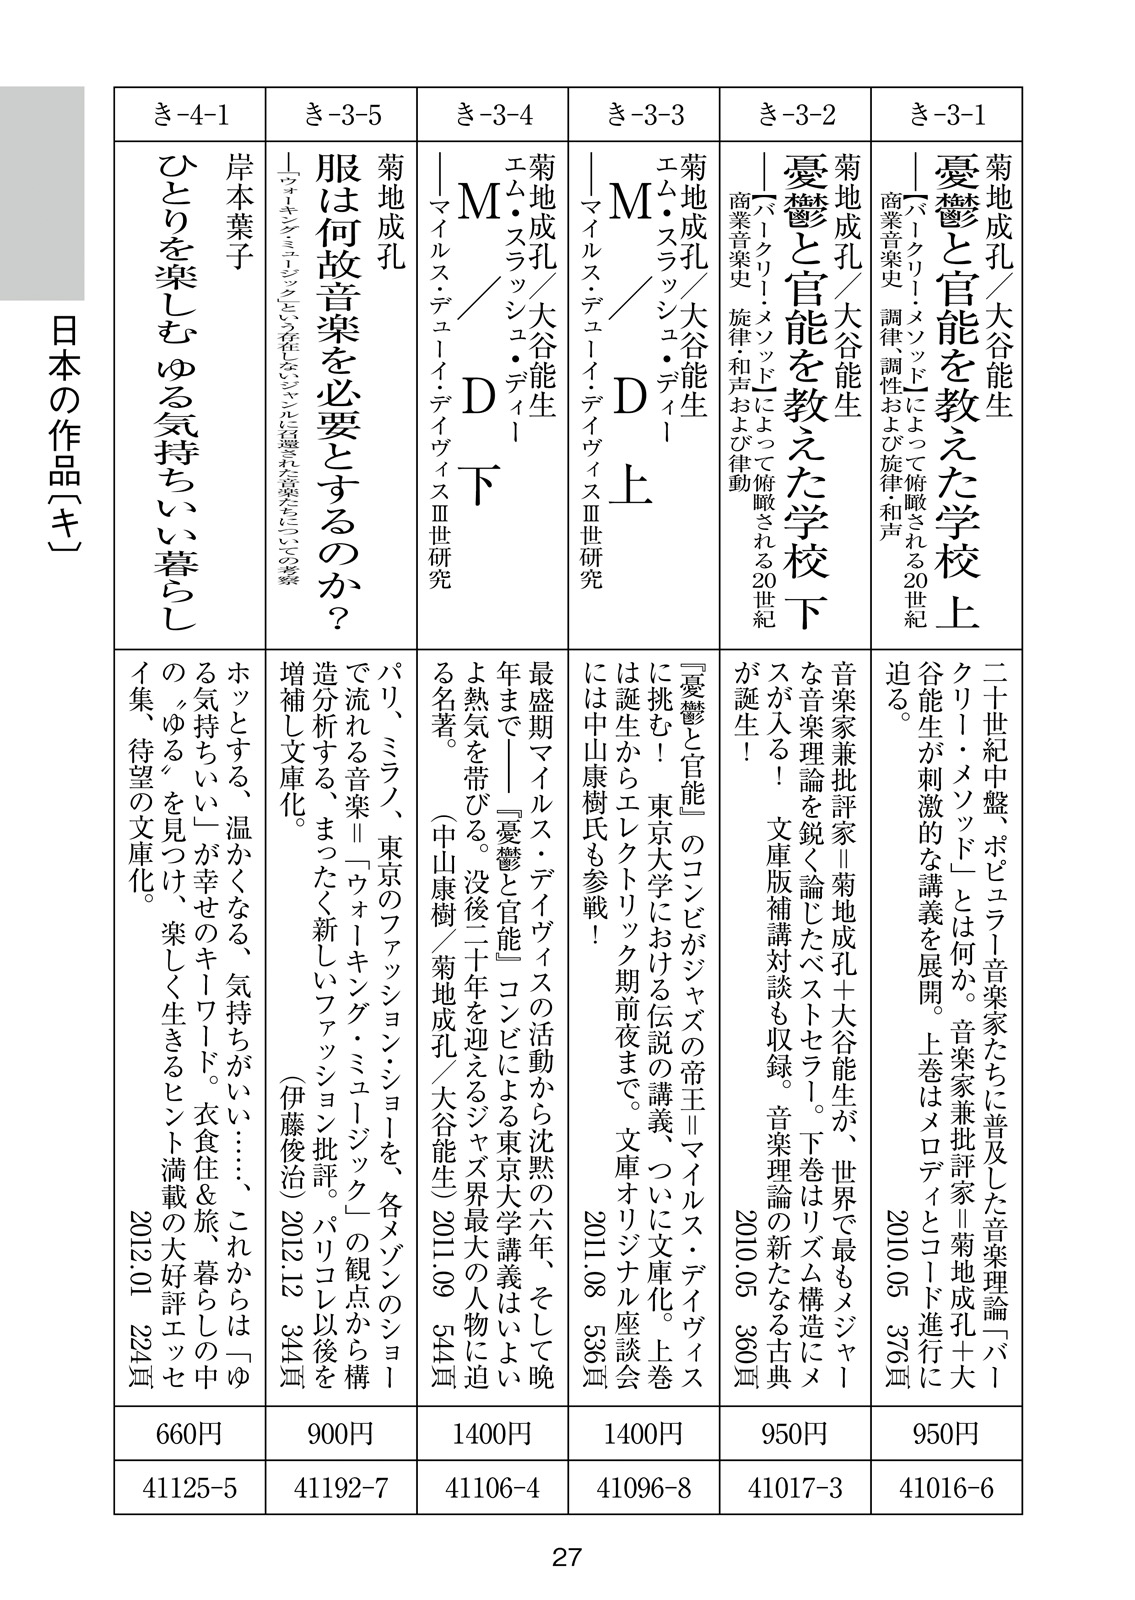 日本の作品〔キ〕
き-3-1
菊地成孔／大谷能生
憂鬱と官能を教えた学校 上
──【バークリー・メソッド】によって俯瞰される20世紀
商業音楽史　調律、調性および旋律・和声
二十世紀中盤、ポピュラー音楽家たちに普及した音楽理論「バー
クリー・メソッド」とは何か。音楽家兼批評家＝菊地成孔＋大
谷能生が刺激的な講義を展開。上巻はメロディとコード進行に
迫る。
2010.05　376頁
950円
41016-6
き-3-2
菊地成孔／大谷能生
憂鬱と官能を教えた学校 下
──【バークリー・メソッド】によって俯瞰される20世紀
商業音楽史　旋律・和声および律動
音楽家兼批評家＝菊地成孔＋大谷能生が、世界で最もメジャー
な音楽理論を鋭く論じたベストセラー。下巻はリズム構造にメ
スが入る！　文庫版補講対談も収録。音楽理論の新たなる古典
が誕生！
2010.05　360頁
950円
41017-3
き-3-3
菊地成孔／大谷能生
エム・スラッシュ・ディー
M／D 上
──マイルス・デューイ・デイヴィスⅢ世研究
『憂鬱と官能』のコンビがジャズの帝王＝マイルス・デイヴィス
に挑む！　東京大学における伝説の講義、ついに文庫化。上巻
は誕生からエレクトリック期前夜まで。文庫オリジナル座談会
には中山康樹氏も参戦！
2011.08　536頁
1400円
41096-8
き-3-4
菊地成孔／大谷能生
エム・スラッシュ・ディー
M／D 下
──マイルス・デューイ・デイヴィスⅢ世研究
最盛期マイルス・デイヴィスの活動から沈黙の六年、そして晩
年まで──『憂鬱と官能』コンビによる東京大学講義はいよい
よ熱気を帯びる。没後二十年を迎えるジャズ界最大の人物に迫
る名著。　（中山康樹／菊地成孔／大谷能生）2011.09　544頁
1400円
41106-4
き-3-5
菊地成孔
服は何故音楽を必要とするのか？
──「ウォーキング・ミュージック」という存在しないジャンルに召還された音楽たちについての考察
パリ、ミラノ、東京のファッション・ショーを、各メゾンのショー
で流れる音楽＝「ウォーキング・ミュージック」の観点から構
造分析する、まったく新しいファッション批評。パリコレ以後を
増補し文庫化。　（伊藤俊治）2012.12　344頁
900円
41192-7
き-4-1
岸本葉子
ひとりを楽しむ ゆる気持ちいい暮らし
ホッとする、温かくなる、気持ちがいい……、これからは「ゆ
る気持ちいい」が幸せのキーワード。衣食住＆旅、暮らしの中
の〝ゆる〟を見つけ、楽しく生きるヒント満載の大好評エッセ
イ集、待望の文庫化。
2012.01　224頁
660円
41125-5
27